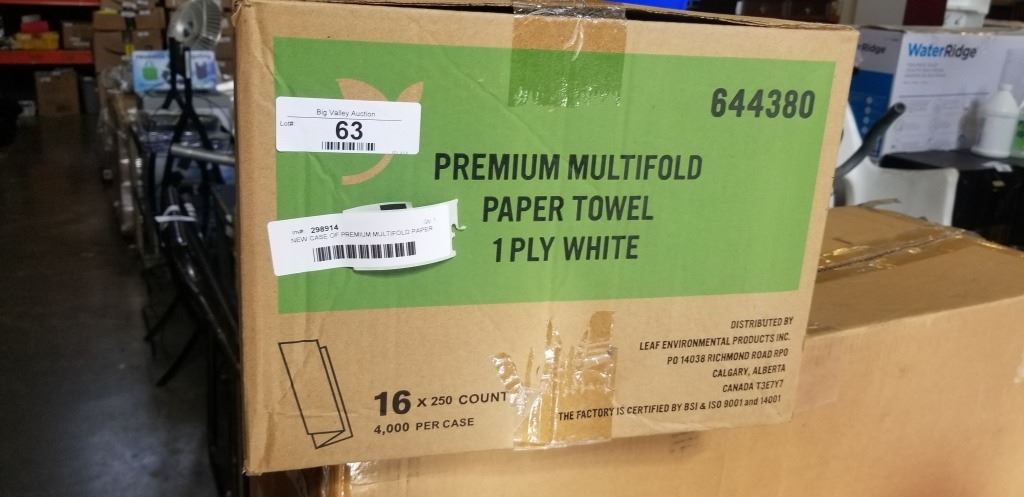 644380
Big Valley Auction
Lot#:
63
PREMIUM MULTIFOLD
PAPER TOWEL
1 PLY WHITE
Inv#: 298914
NEW CASE OF PREMIUM MULTIFOLD PAPER
16 X 250 COUNT
4,000 PER CASE
DISTRIBUTED BY
LEAF ENVIRONMENTAL PRODUCTS INC.
PO 14038 RICHMOND ROAD RPO
CALGARY, ALBERTA
CANADA T3E7Y7
THE FACTORY IS CERTIFIED BY BSI & ISO 9001 and 14001
Ridge
WaterRidge